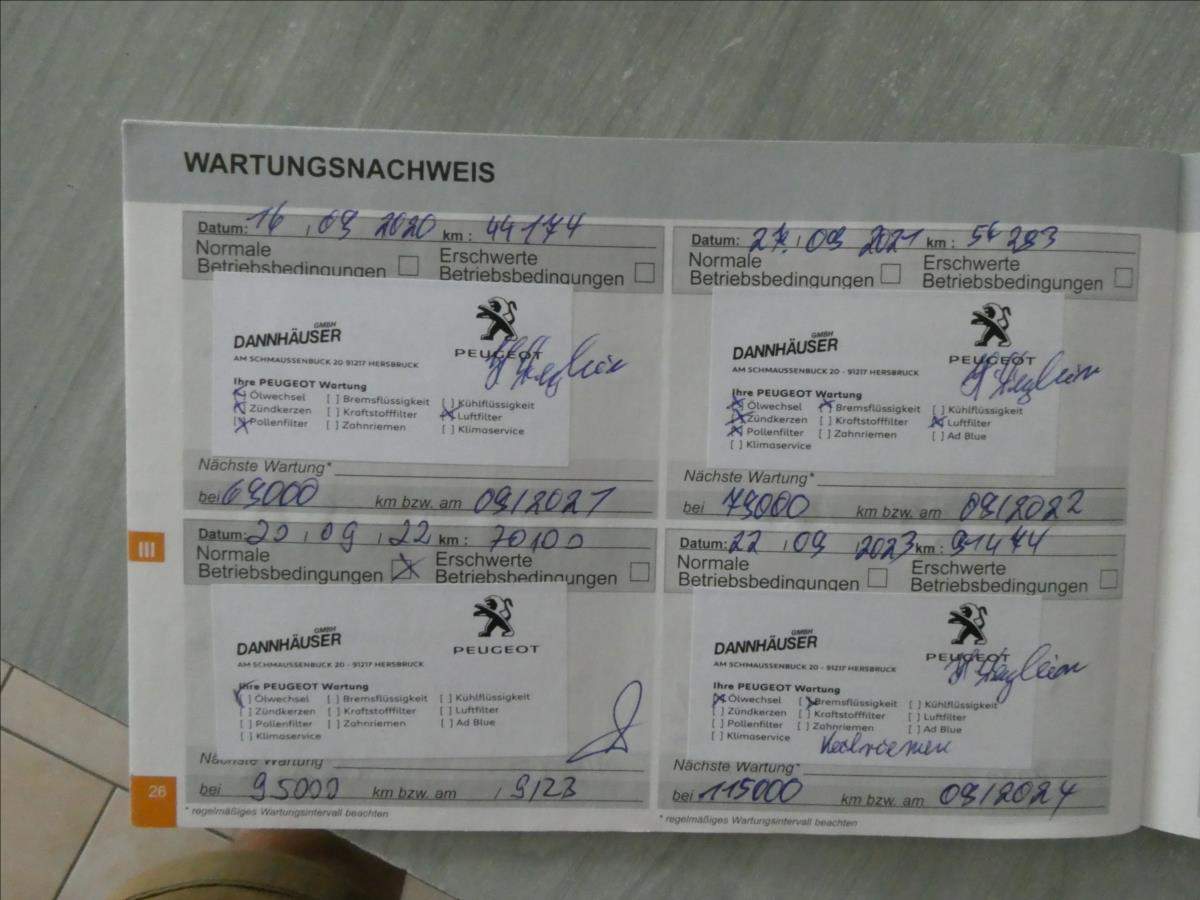 WARTUNGSNACHWEIS
Datum: 16 , 09 2020 km : 44174
Normale
Betriebsbedingungen
Erschwerte
Betriebsbedingungen
GMBH
DANNHÄUSER
AM SCHMAUSSENBUCK 20 91217 HERSBRUCK
PEUGEOT
Ihre PEUGEOT Wartung
[x] Ölwechsel [ ] Bremsflüssigkeit [ ] Kühlflüssigkeit
[x] Zündkerzen [ ] Kraftstofffilter [x] Luftfilter
[x] Pollenfilter [ ] Zahnriemen [ ] Klimaservice
Nächste Wartung*
bei 69000 km bzw. am 09/2021
Datum: 27. , 09 2021 km :
Normale
Betriebsbedingungen
Erschwerte
Betriebsbedingungen
GMBH
DANNHÄUSER
AM SCHMAUSSENBUCK 20 - 91217 HERSBRUCK
PEUGEOT
Ihre PEUGEOT Wartung
[x] Ölwechsel [x] Bremsflüssigkeit [ ] Kühlflüssigkeit
[x] Zündkerzen [ ] Kraftstofffilter [x] Luftfilter
[x] Pollenfilter [ ] Zahnriemen [ ] Ad Blue
[ ] Klimaservice
Nächste Wartung*
bei 79000 km bzw. am 09/2022
Datum: 20 , 09 , 22 km : 70100
Normale
Betriebsbedingungen
Erschwerte
Betriebsbedingungen
GMBH
DANNHÄUSER
AM SCHMAUSSENBUCK 20 - 91217 HERSBRUCK
PEUGEOT
Ihre PEUGEOT Wartung
[ ] Ölwechsel [ ] Bremsflüssigkeit [ ] Kühlflüssigkeit
[ ] Zündkerzen [ ] Kraftstofffilter [ ] Luftfilter
[ ] Pollenfilter [ ] Zahnriemen [ ] Ad Blue
[ ] Klimaservice
Nächste Wartung
bei 95000 km bzw. am , 9/23
* regelmäßiges Wartungsintervall beachten
Datum: 22 , 09 2023 km : 91474
Normale
Betriebsbedingungen
Erschwerte
Betriebsbedingungen
GMBH
DANNHÄUSER
AM SCHMAUSSENBUCK 20 - 91217 HERSBRUCK
PEUGEOT
Ihre PEUGEOT Wartung
[x] Ölwechsel [x] Bremsflüssigkeit [ ] Kühlflüssigkeit
[ ] Zündkerzen [ ] Kraftstofffilter [ ] Luftfilter
[ ] Pollenfilter [ ] Zahnriemen [ ] Ad Blue
[ ] Klimaservice
Nächste Wartung*
bei 115000 km bzw. am 09/2024
* regelmäßiges Wartungsintervall beachten
III
26